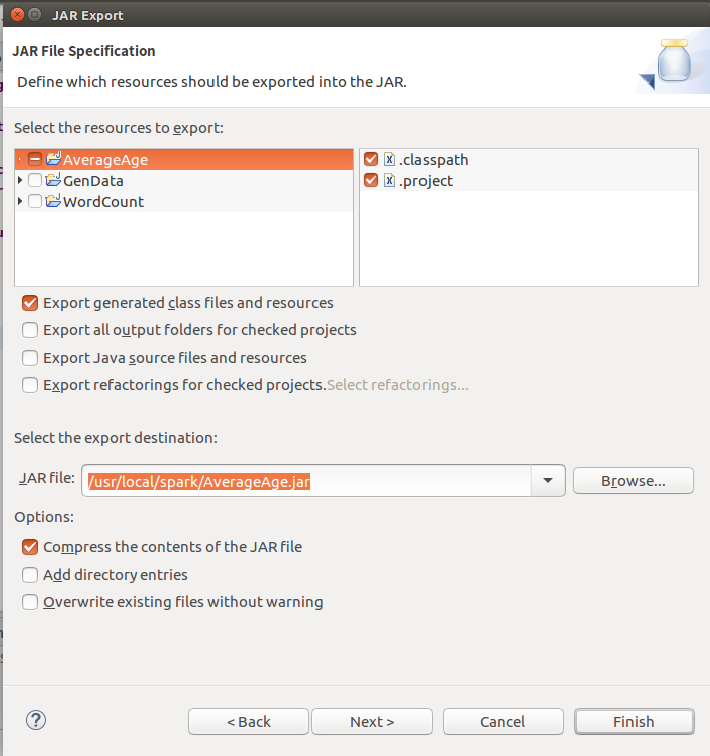 JAR Export
JAR File Specification
Define which resources should be exported into the JAR.
Select the resources to export:
AverageAge
GenData
WordCount
.classpath
.project
Export generated class files and resources
Export all output folders for checked projects
Export Java source files and resources
Export refactorings for checked projects. Select refactorings...
Select the export destination:
JAR file: /usr/local/spark/AverageAge.jar Browse...
Options:
Compress the contents of the JAR file
Add directory entries
Overwrite existing files without warning
? < Back Next > Cancel Finish